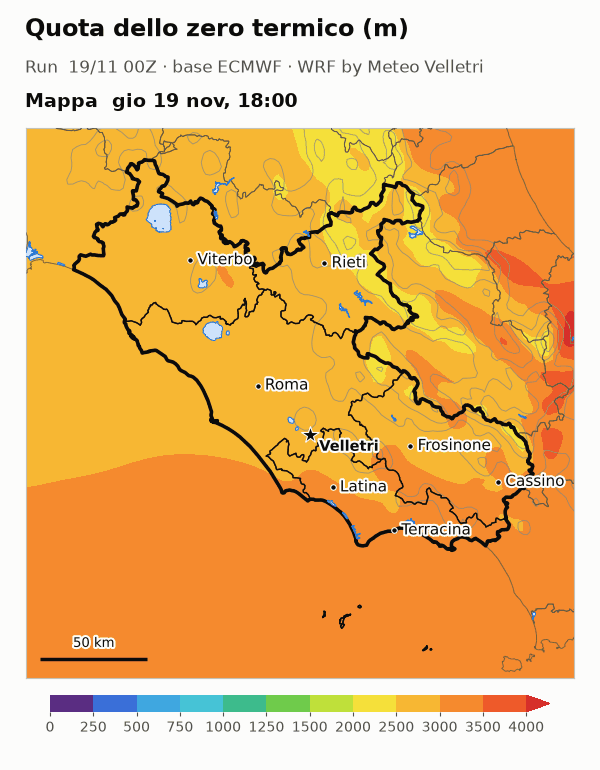 Quota dello zero termico (m)
Run 19/11 00Z · base ECMWF · WRF by Meteo Velletri
Mappa gio 19 nov, 18:00
Viterbo
Rieti
Roma
Velletri
Frosinone
Latina
Cassino
Terracina
50 km
0 250 500 750 1000 1250 1500 2000 2500 3000 3500 4000